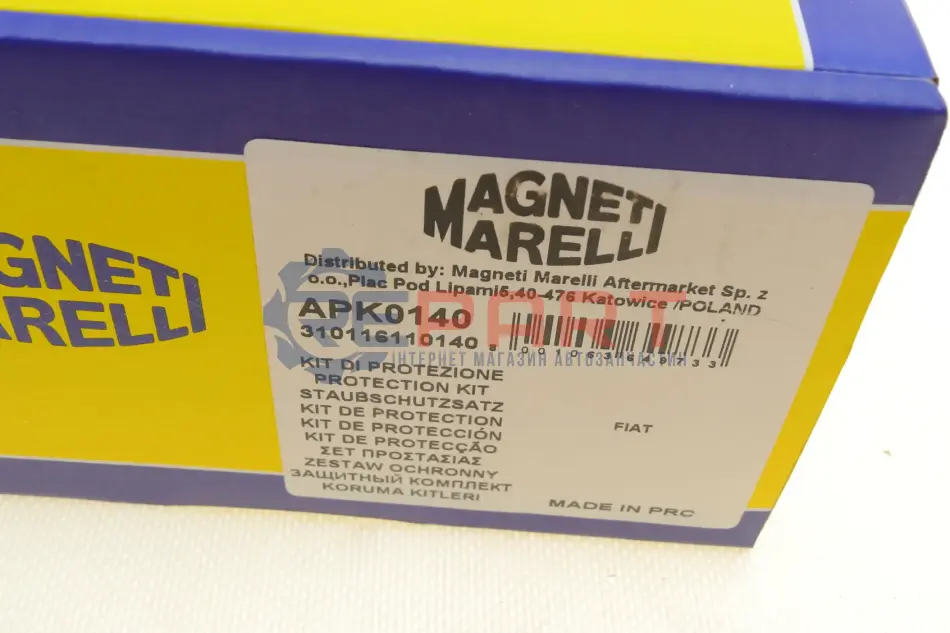 MAGNETI
MARELLI
GNETI
ARELLI
Distributed by: Magneti Marelli Aftermarket Sp. z
o.o.,Plac Pod Lipami5,40-476 Katowice /POLAND
APK0140
310116110140
KIT DI PROTEZIONE
PROTECTION KIT
STAUBSCHUTZSATZ
KIT DE PROTECTION
KIT DE PROTECCIÓN
KIT DE PROTECÇÃO
ΣΕΤ ΠΡΟΣΤΑΣΙΑΣ
ZESTAW OCHRONNY
ЗАЩИТНЫЙ КОМПЛЕКТ
KORUMA KITLERI
FIAT
MADE IN PRC
PART
ІНТЕРНЕТ МАГАЗИН АВТОЗАПЧАСТИН